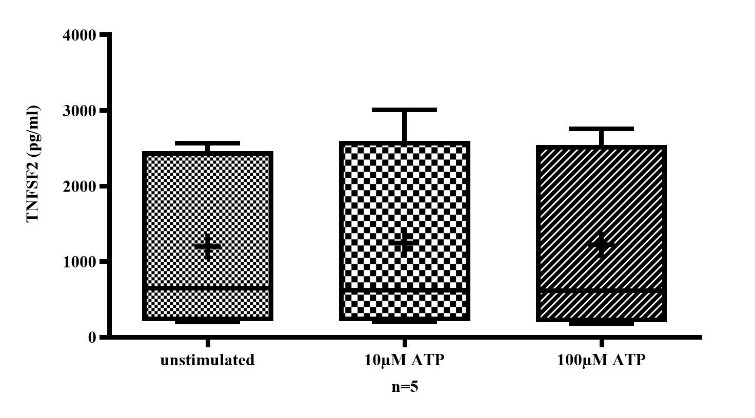 4000
3000
2000
1000
0
TNFSF2 (pg/ml)
unstimulated
10µM ATP
100µM ATP
n=5